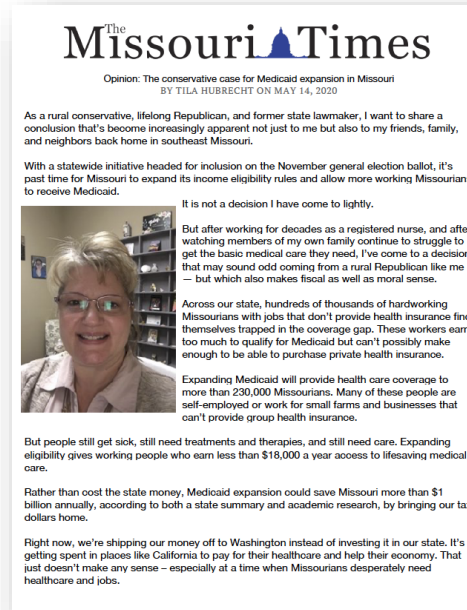 The
Missouri Times
Opinion: The conservative case for Medicaid expansion in Missouri
BY TILA HUBRECHT ON MAY 14, 2020
As a rural conservative, lifelong Republican, and former state lawmaker, I want to share a
conclusion that's become increasingly apparent not just to me but also to my friends, family,
and neighbors back home in southeast Missouri.
With a statewide initiative headed for inclusion on the November general election ballot, it's
past time for Missouri to expand its income eligibility rules and allow more working Missourians
to receive Medicaid.
It is not a decision I have come to lightly.
But after working for decades as a registered nurse, and afte
watching members of my own family continue to struggle to
get the basic medical care they need, I've come to a decision
that may sound odd coming from a rural Republican like me
— but which also makes fiscal as well as moral sense.
Across our state, hundreds of thousands of hardworking
Missourians with jobs that don't provide health insurance find
themselves trapped in the coverage gap. These workers earn
too much to qualify for Medicaid but can't possibly make
enough to be able to purchase private health insurance.
Expanding Medicaid will provide health care coverage to
more than 230,000 Missourians. Many of these people are
self-employed or work for small farms and businesses that
can't provide group health insurance.
But people still get sick, still need treatments and therapies, and still need care. Expanding
eligibility gives working people who earn less than $18,000 a year access to lifesaving medical
care.
Rather than cost the state money, Medicaid expansion could save Missouri more than $1
billion annually, according to both a state summary and academic research, by bringing our ta
dollars home.
Right now, we're shipping our money off to Washington instead of investing it in our state. It's
getting spent in places like California to pay for their healthcare and help their economy. That
just doesn't make any sense – especially at a time when Missourians desperately need
healthcare and jobs.